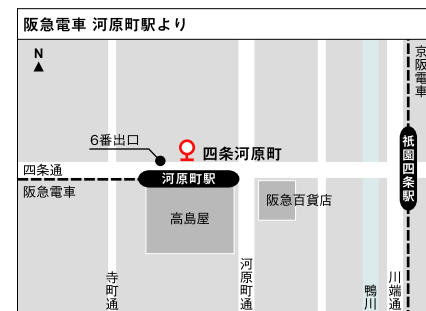 阪急電車 河原町駅より
N
京阪電車
6番出口
四条河原町
祇園四条駅
四条通
河原町駅
阪急電車
阪急百貨店
高島屋
寺町通
河原町通
鴨川
川端通